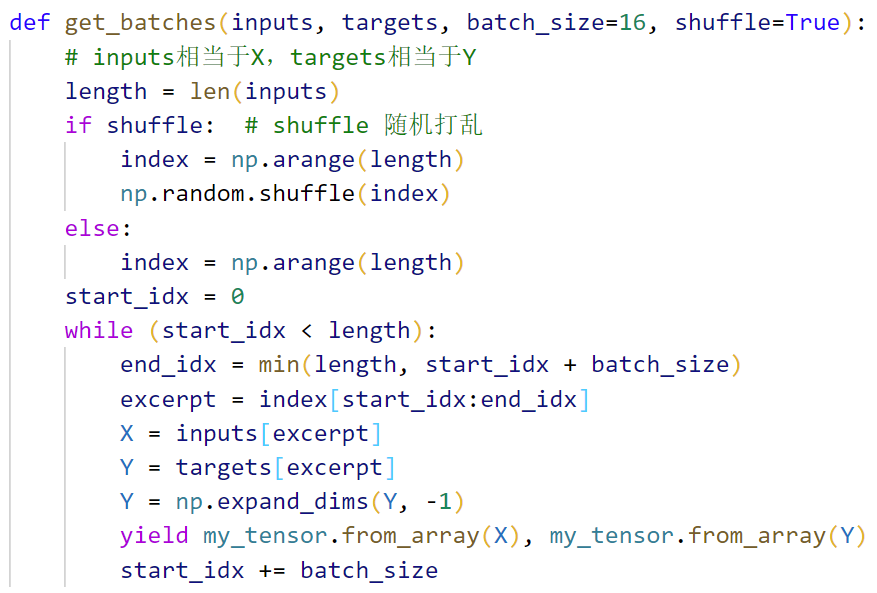 def get_batches(inputs, targets, batch_size=16, shuffle=True):
    # inputs相当于X，targets相当于Y
    length = len(inputs)
    if shuffle:  # shuffle 随机打乱
        index = np.arange(length)
        np.random.shuffle(index)
    else:
        index = np.arange(length)
    start_idx = 0
    while (start_idx < length):
        end_idx = min(length, start_idx + batch_size)
        excerpt = index[start_idx:end_idx]
        X = inputs[excerpt]
        Y = targets[excerpt]
        Y = np.expand_dims(Y, -1)
        yield my_tensor.from_array(X), my_tensor.from_array(Y)
        start_idx += batch_size